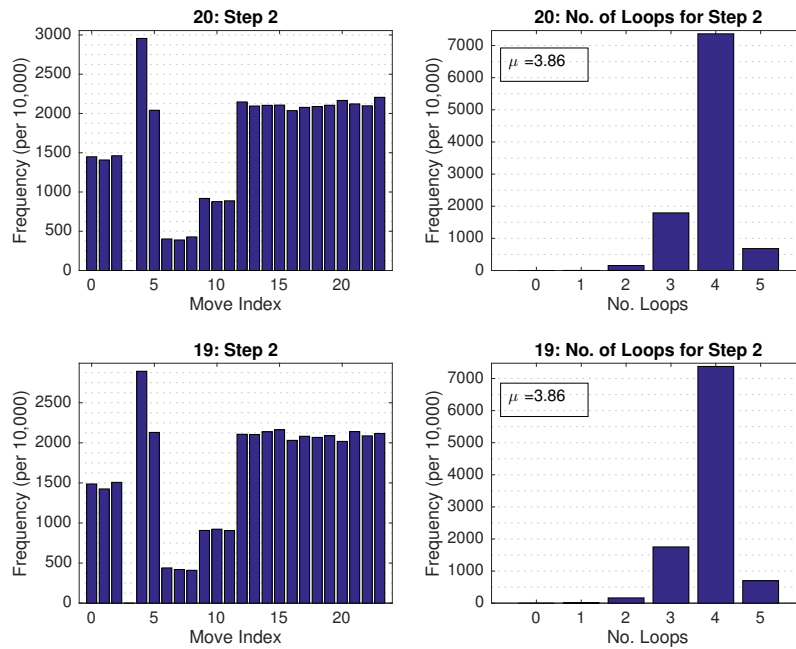 20: Step 2
Frequency (per 10,000)
3000
2500
2000
1500
1000
500
0
0 5 10 15 20
Move Index
20: No. of Loops for Step 2
μ =3.86
Frequency (per 10,000)
7000
6000
5000
4000
3000
2000
1000
0
0 1 2 3 4 5
No. Loops
19: Step 2
Frequency (per 10,000)
2500
2000
1500
1000
500
0
0 5 10 15 20
Move Index
19: No. of Loops for Step 2
μ =3.86
Frequency (per 10,000)
7000
6000
5000
4000
3000
2000
1000
0
0 1 2 3 4 5
No. Loops